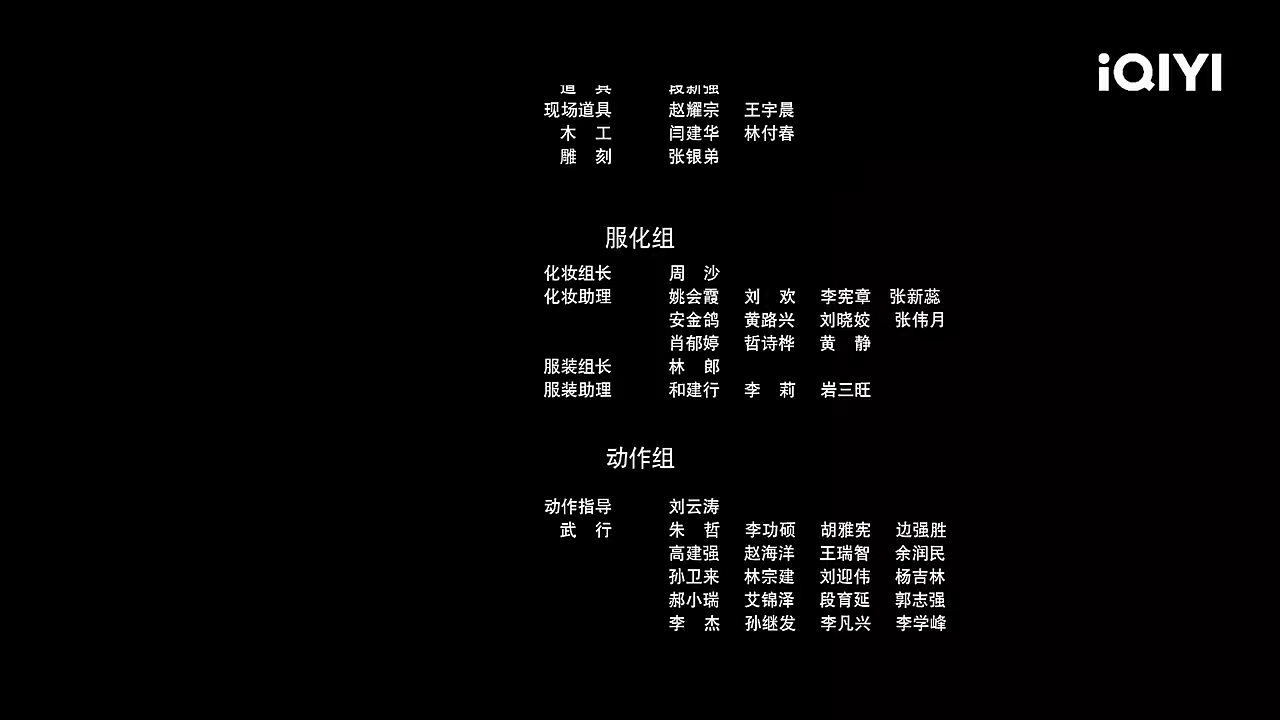 iQIYI
道 具 段新强
现场道具 赵耀宗 王宇晨
木 工 闫建华 林付春
雕 刻 张银弟
服化组
化妆组长 周 沙
化妆助理 姚会霞 刘 欢 李宪章 张新蕊
安金鸽 黄路兴 刘晓姣 张伟月
肖郁婷 哲诗桦 黄 静
服装组长 林 郎
服装助理 和建行 李 莉 岩三旺
动作组
动作指导 刘云涛
武 行 朱 哲 李功硕 胡雅宪 边强胜
高建强 赵海洋 王瑞智 余润民
孙卫来 林宗建 刘迎伟 杨吉林
郝小瑞 艾锦泽 段育延 郭志强
李 杰 孙继发 李凡兴 李学峰